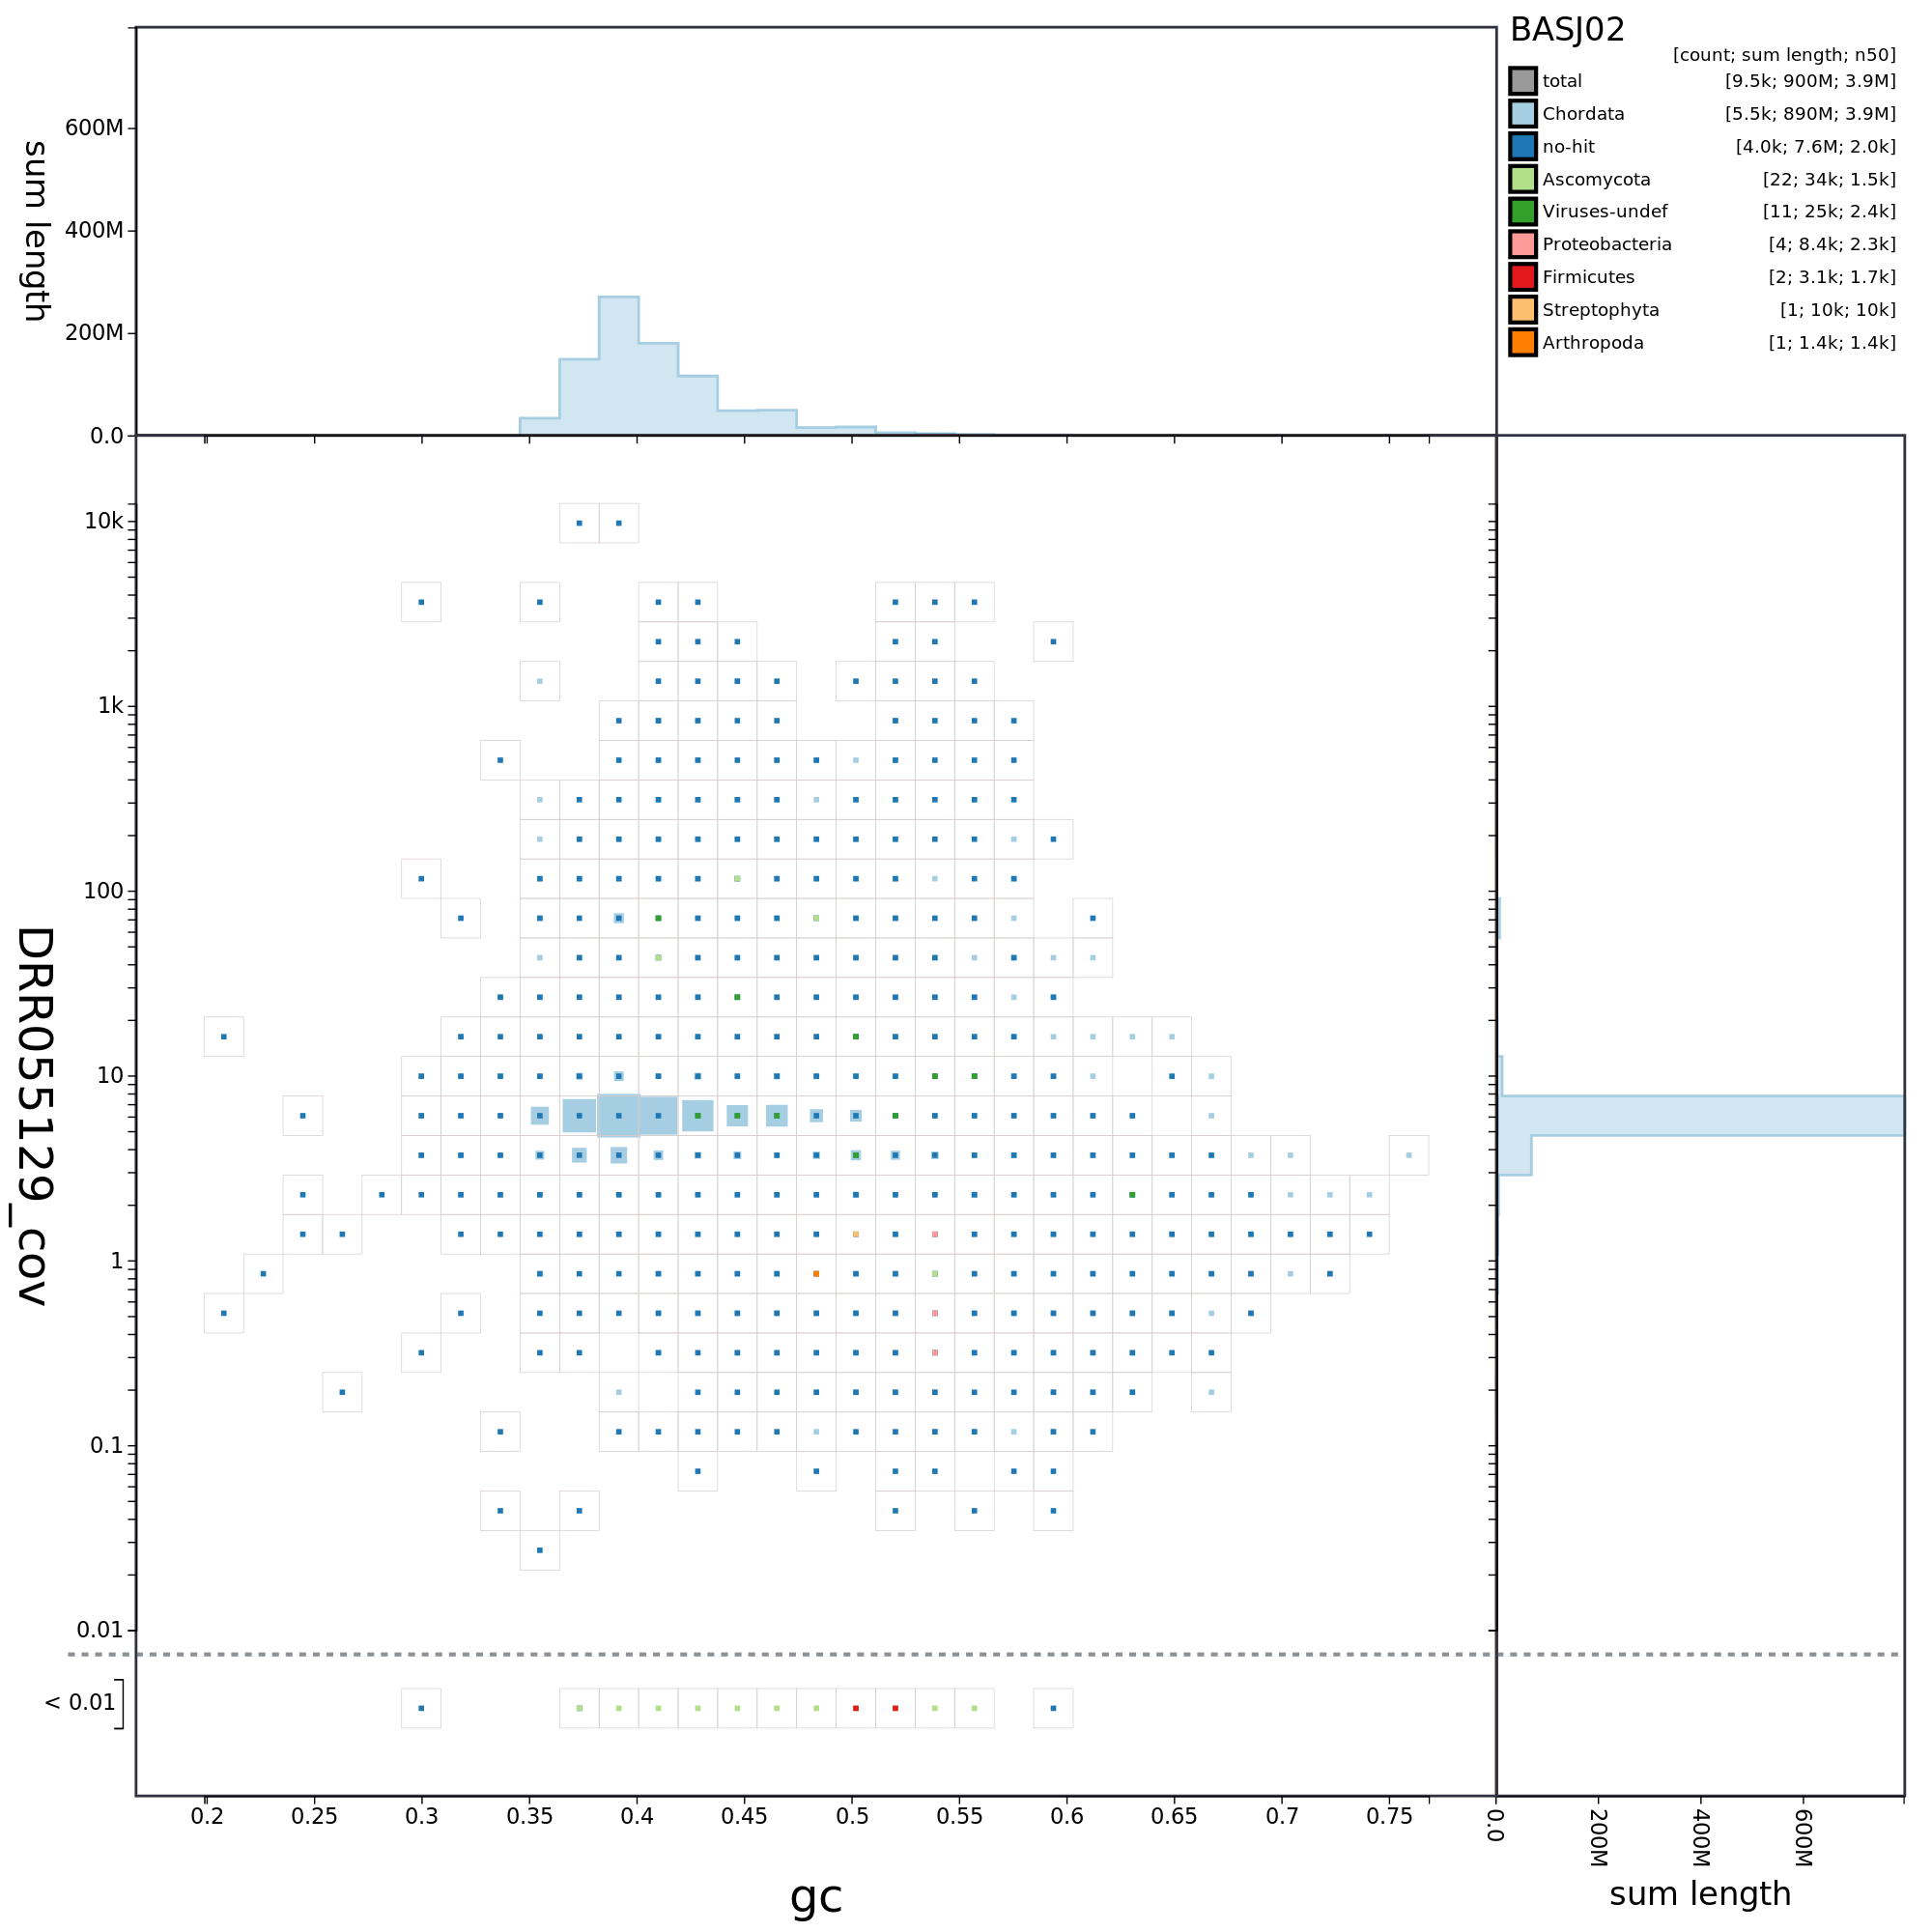 BASJ02
[count; sum length; n50]
total [9.5k; 900M; 3.9M]
Chordata [5.5k; 890M; 3.9M]
no-hit [4.0k; 7.6M; 2.0k]
Ascomycota [22; 34k; 1.5k]
Viruses-undef [11; 25k; 2.4k]
Proteobacteria [4; 8.4k; 2.3k]
Firmicutes [2; 3.1k; 1.7k]
Streptophyta [1; 10k; 10k]
Arthropoda [1; 1.4k; 1.4k]
sum length
600M
400M
200M
0.0
DRR055129_cov
10k
1k
100
10
1
0.1
0.01
< 0.01
0.2 0.25 0.3 0.35 0.4 0.45 0.5 0.55 0.6 0.65 0.7 0.75
gc
0.0 200M 400M 600M
sum length